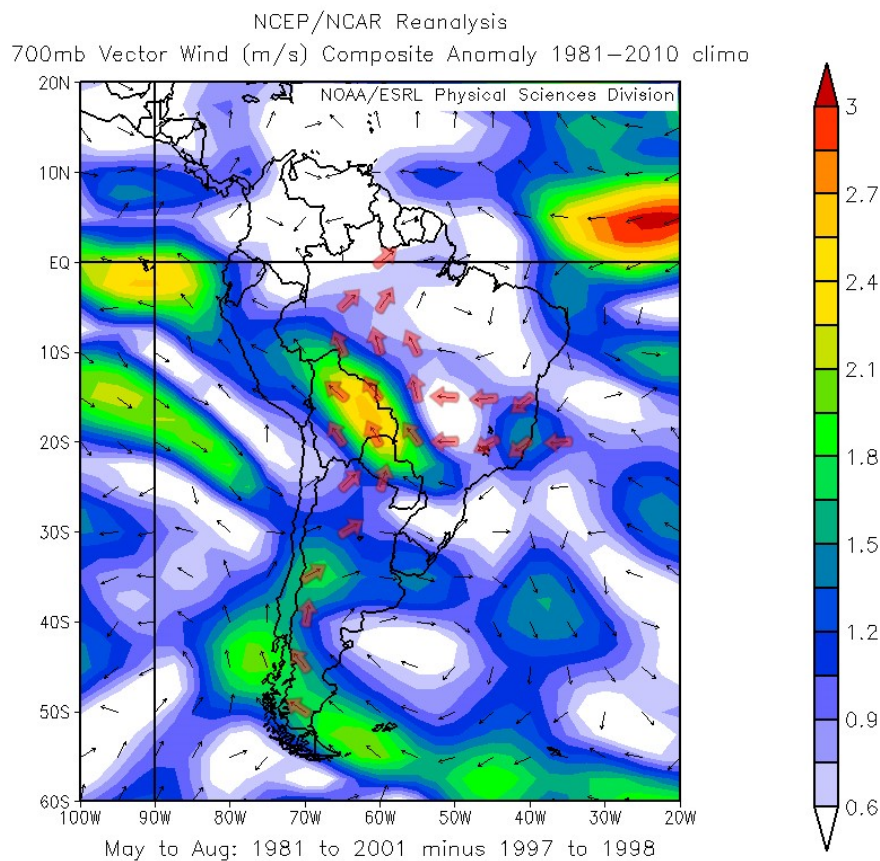 NCEP/NCAR Reanalysis
700mb Vector Wind (m/s) Composite Anomaly 1981−2010 climo
NOAA/ESRL Physical Sciences Division
20N
10N
EQ
10S
20S
30S
40S
50S
60S
100W 90W 80W 70W 60W 50W 40W 30W 20W
May to Aug: 1981 to 2001 minus 1997 to 1998
3
2.7
2.4
2.1
1.8
1.5
1.2
0.9
0.6